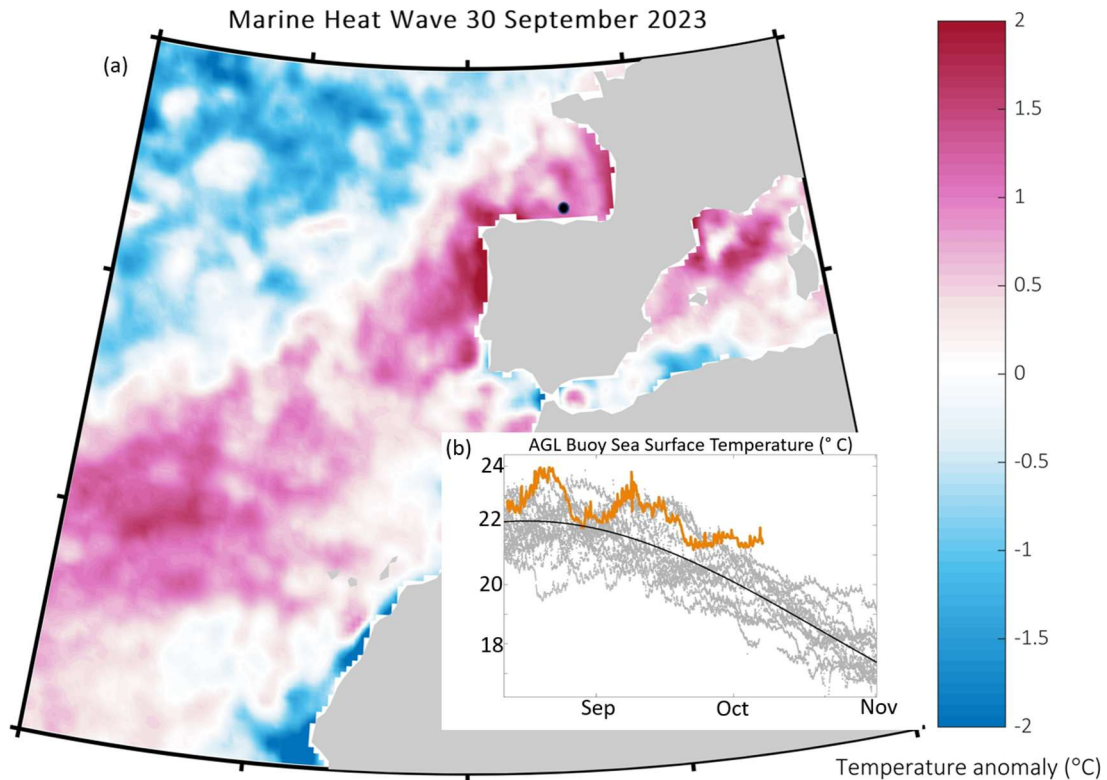 Marine Heat Wave 30 September 2023
(a)
2
1.5
1
0.5
0
-0.5
-1
-1.5
-2
Temperature anomaly (°C)
(b)
AGL Buoy Sea Surface Temperature (° C)
24
22
20
18
Sep Oct Nov